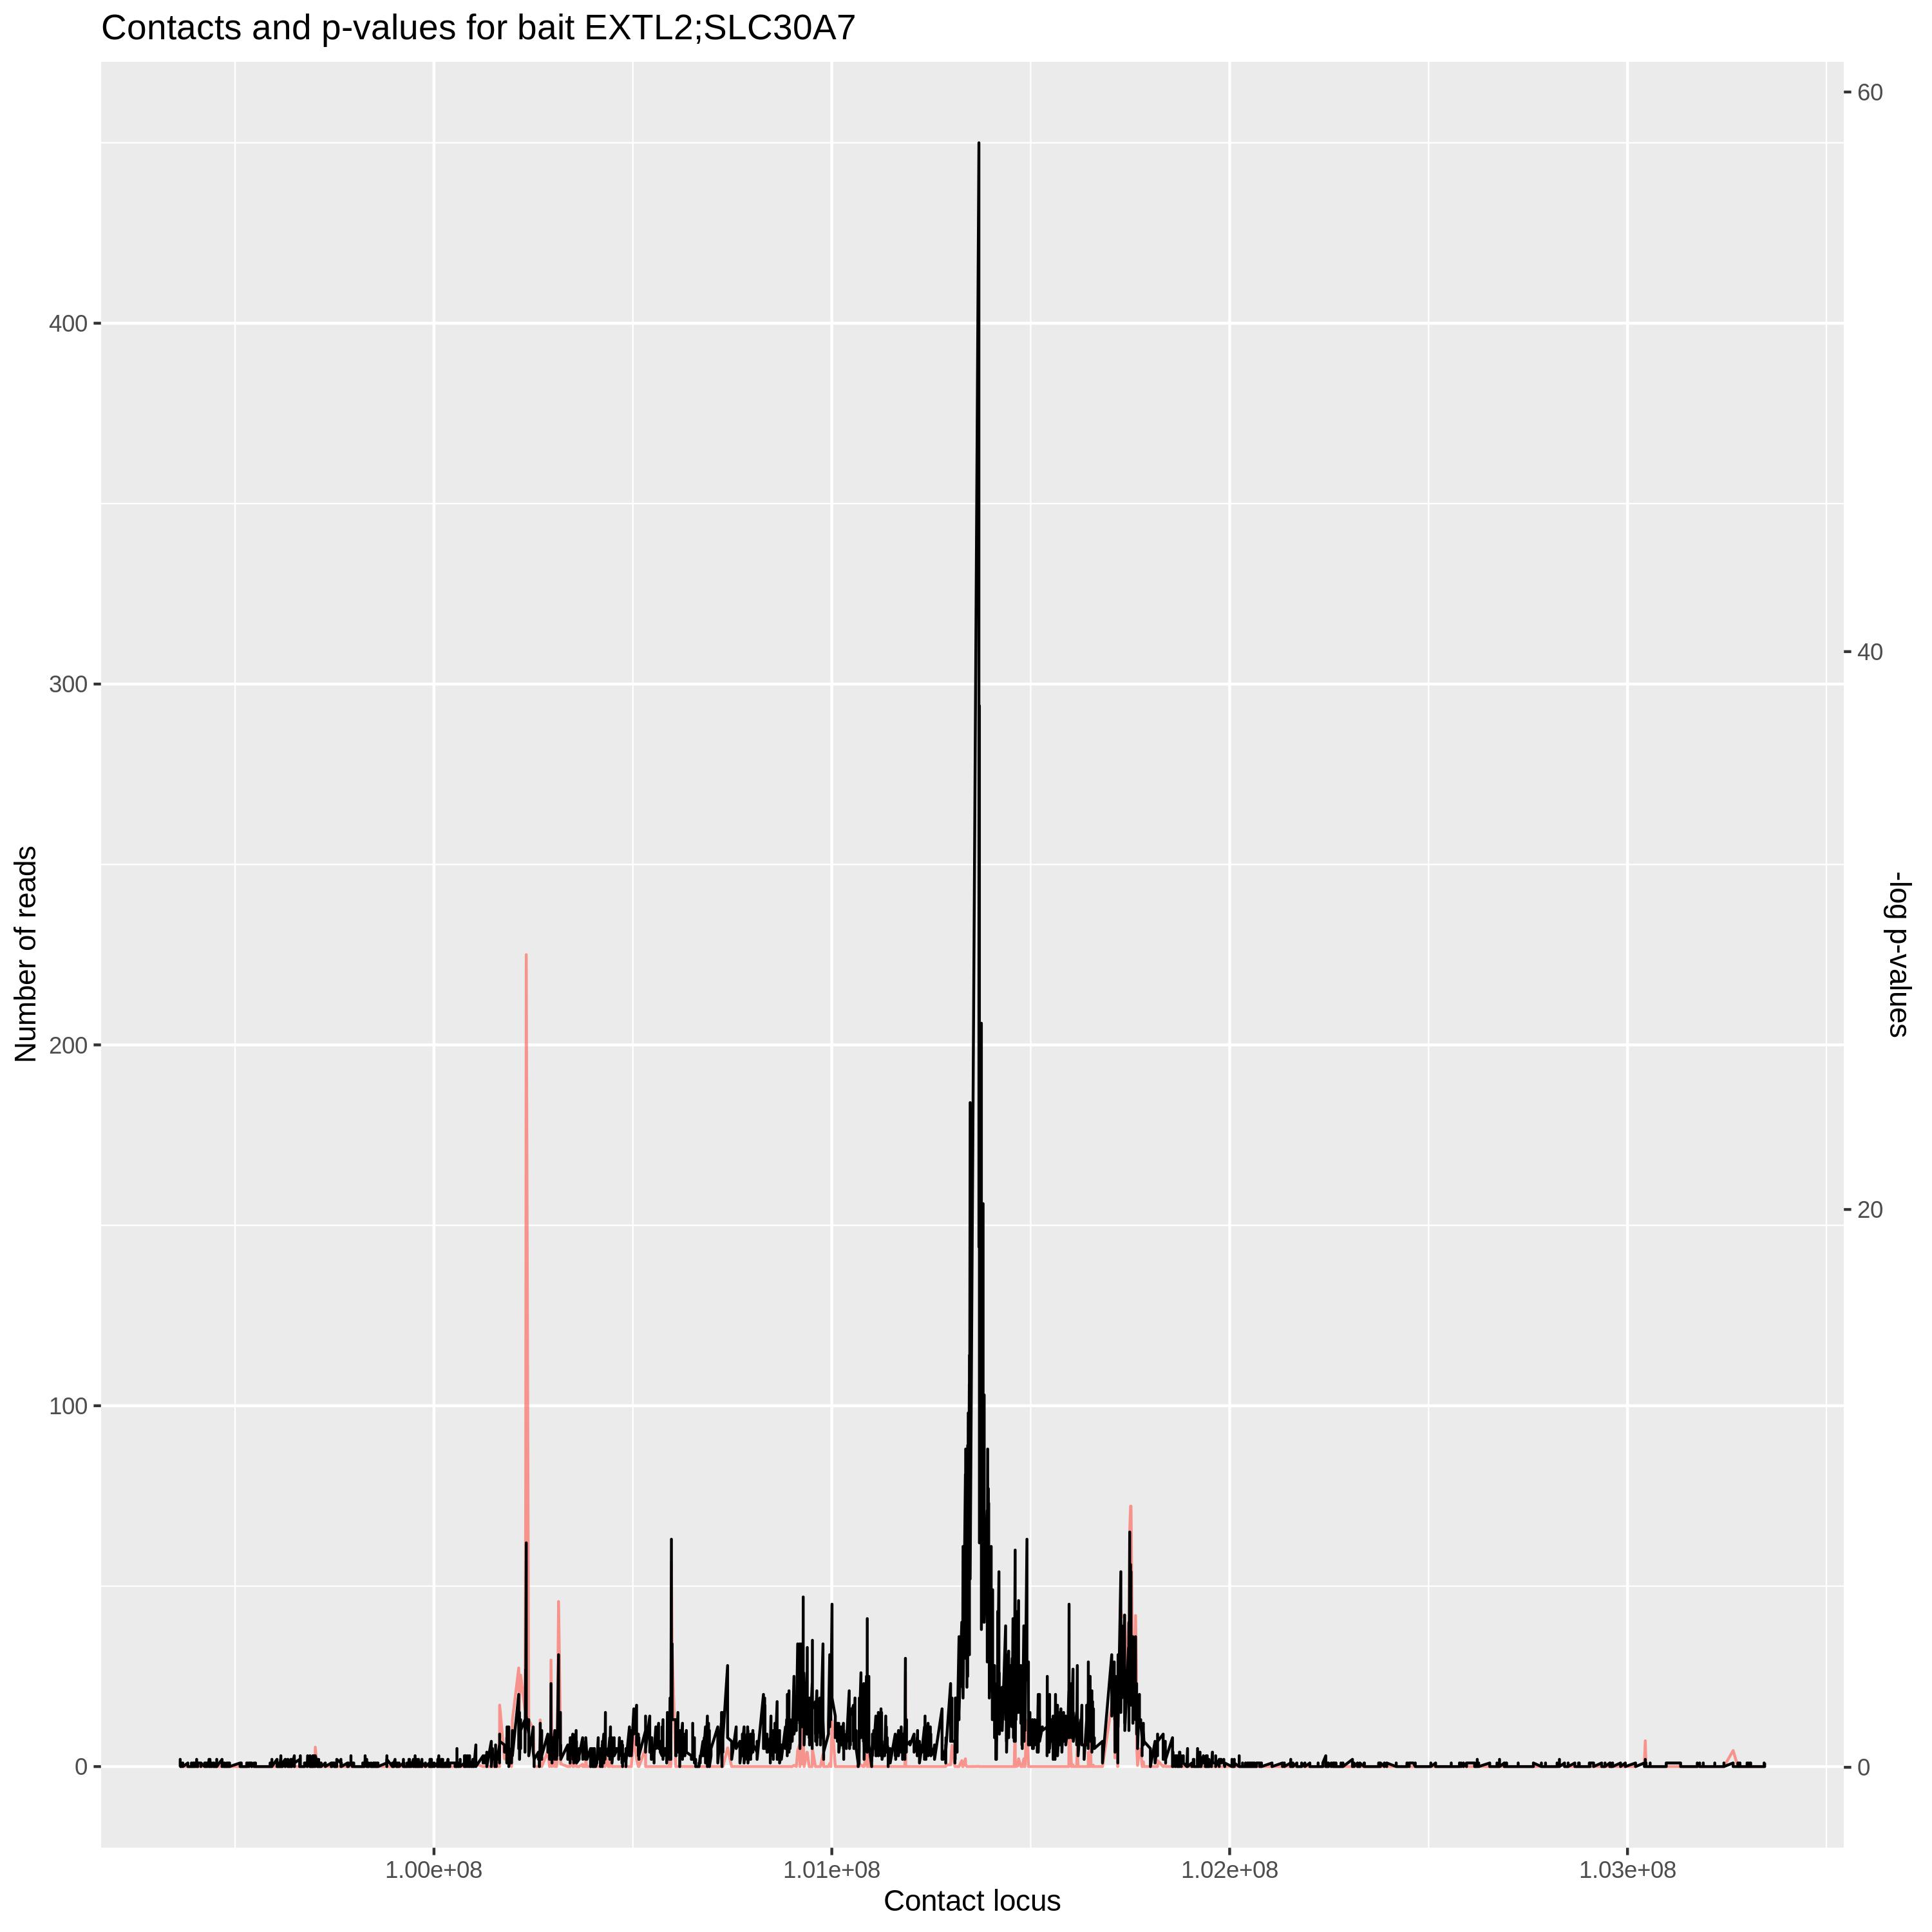 Contacts and p-values for bait EXTL2;SLC30A7
60
400
40
300
Number of reads
-log p-values
200
20
100
0
0
1.00e+08
1.01e+08
1.02e+08
1.03e+08
Contact locus